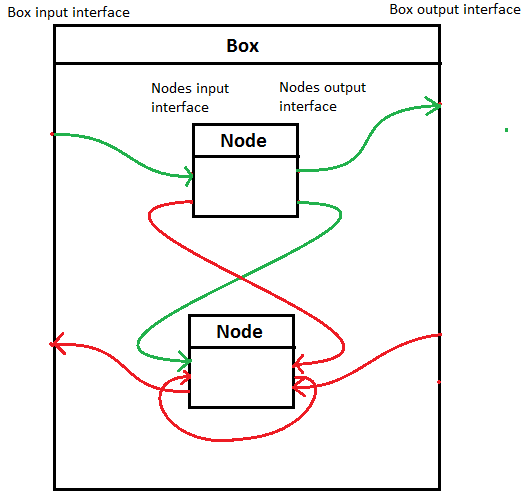 Box input interface
Box output interface
Box
Nodes input
interface
Nodes output
interface
Node
Node